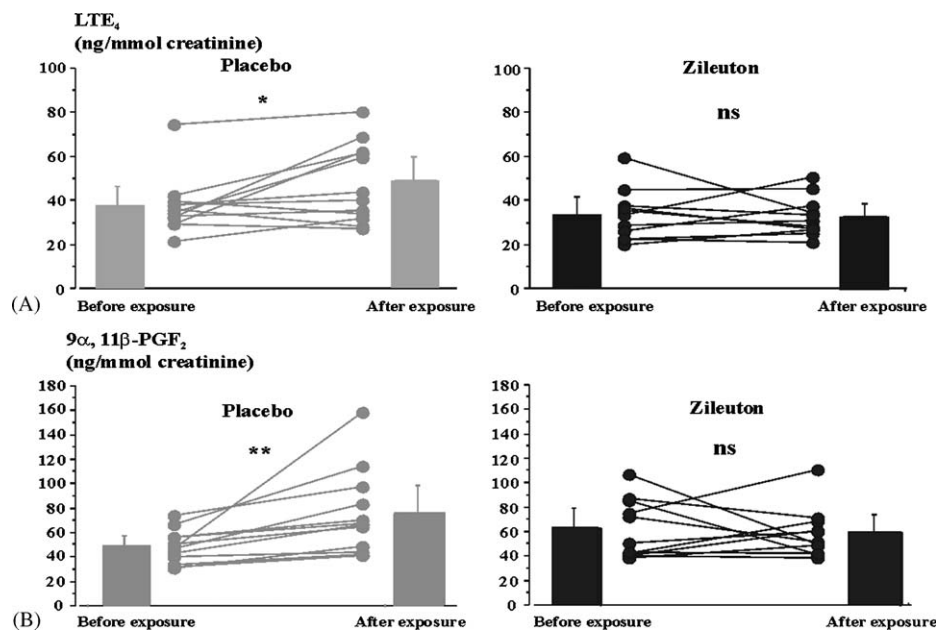 LTE₄
(ng/mmol creatinine)
Placebo
Zileuton
100
80
60
40
20
0
*
100
80
60
40
20
0
ns
(A)
Before exposure
After exposure
Before exposure
After exposure
9α, 11β-PGF₂
(ng/mmol creatinine)
Placebo
Zileuton
180
160
140
120
100
80
60
40
20
0
**
180
160
140
120
100
80
60
40
20
0
ns
(B)
Before exposure
After exposure
Before exposure
After exposure